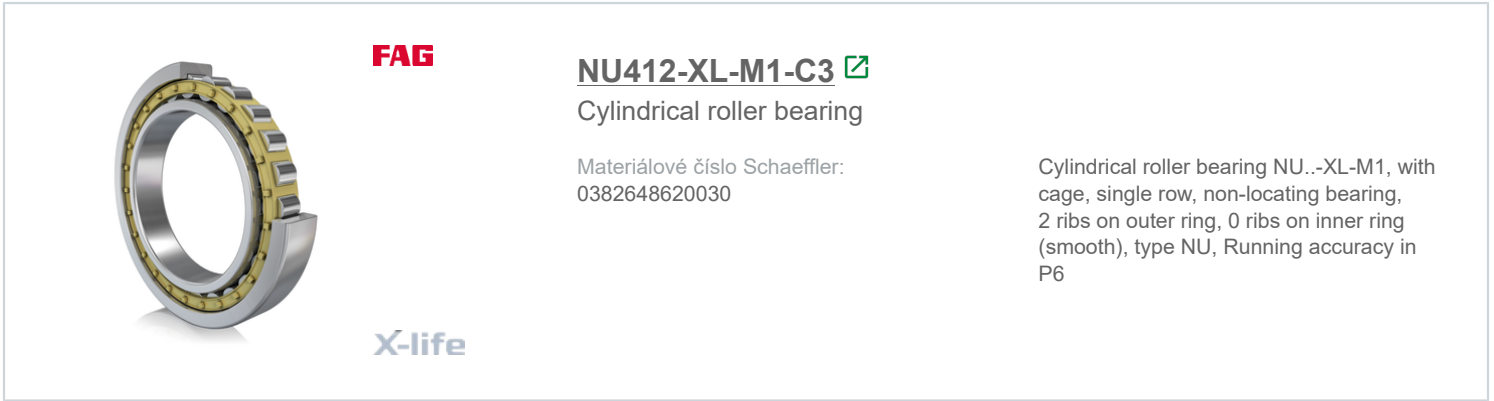 FAG
NU412-XL-M1-C3
Cylindrical roller bearing
Materiálové číslo Schaeffler:
0382648620030
Cylindrical roller bearing NU..-XL-M1, with
cage, single row, non-locating bearing,
2 ribs on outer ring, 0 ribs on inner ring
(smooth), type NU, Running accuracy in
P6
X-life